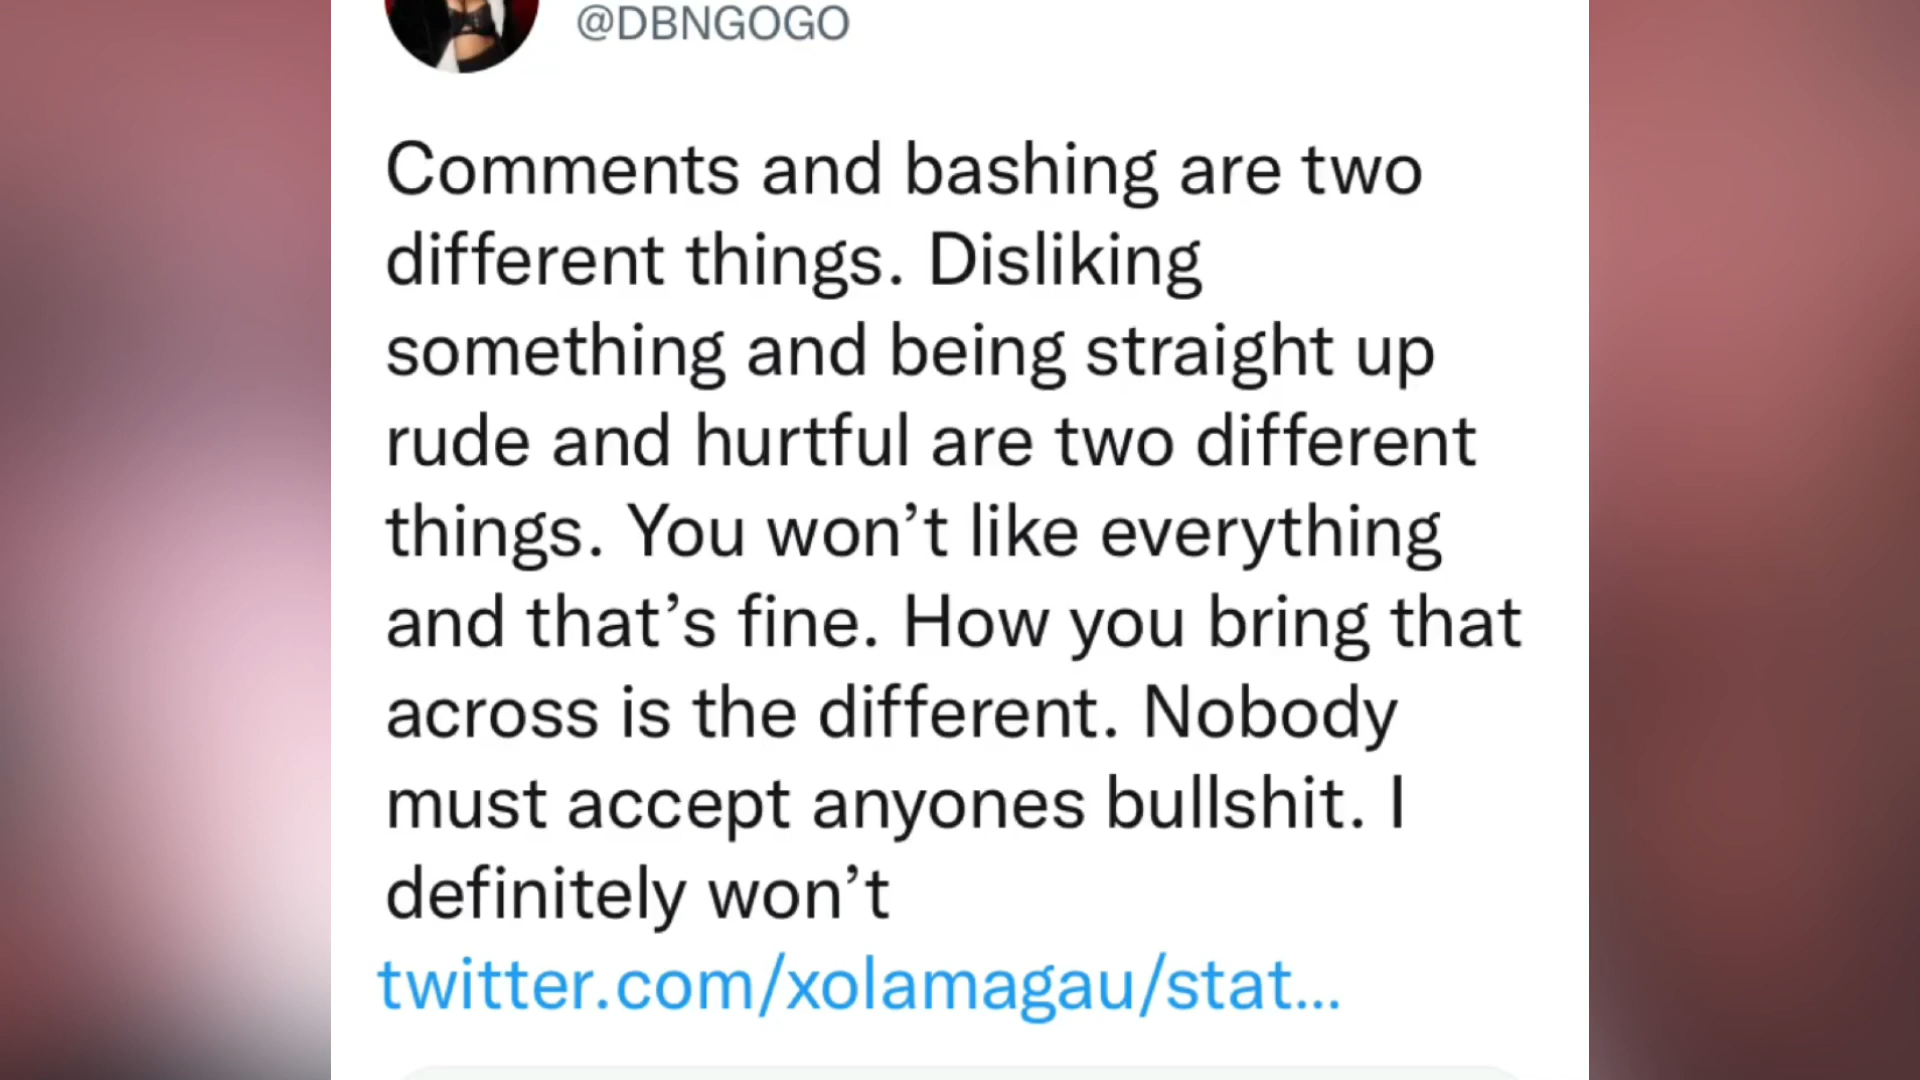 @DBNGOGO
Comments and bashing are two
different things. Disliking
something and being straight up
rude and hurtful are two different
things. You won’t like everything
and that’s fine. How you bring that
across is the different. Nobody
must accept anyones bullshit. I
definitely won’t
twitter.com/xolamagau/stat...